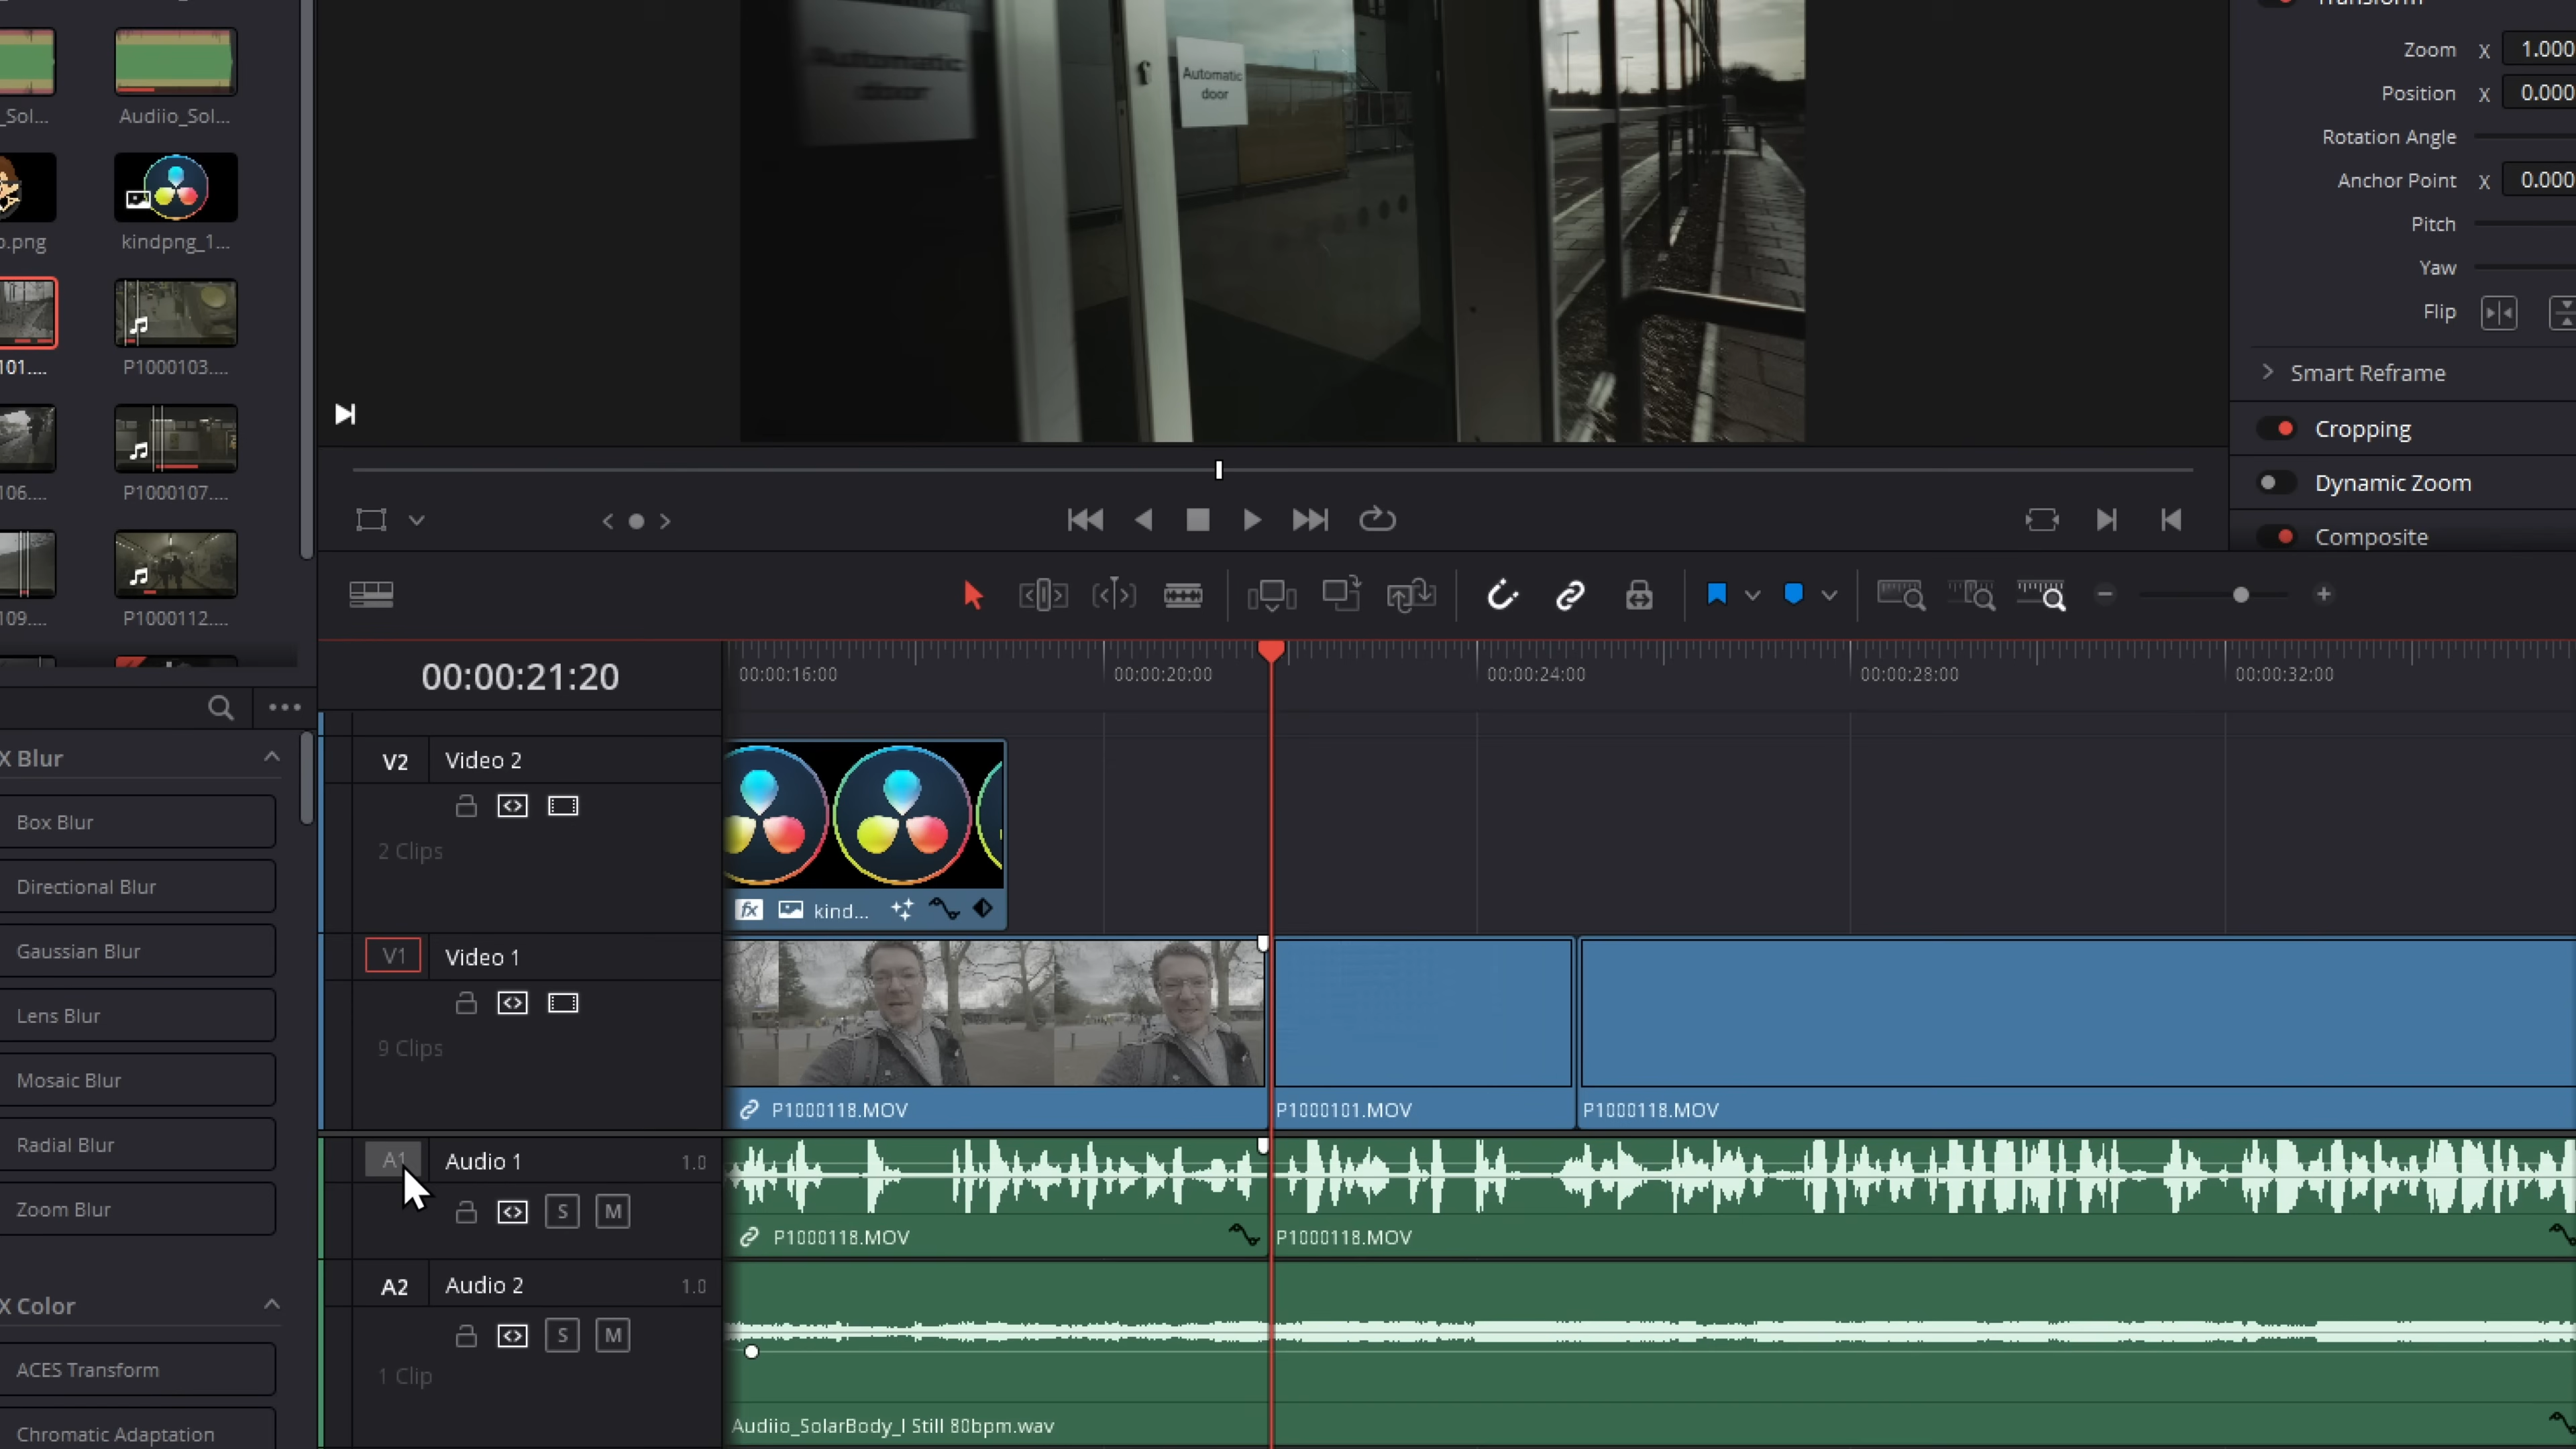 Transform
_Sol...
Audiio_Sol...
Automatic
door
Automatic
door
f
Zoom X 1.000
Position X 0.000
Rotation Angle
Anchor Point X 0.000
Pitch
Yaw
Flip
o.png
kindpng_1...
101....
P1000103....
106....
P1000107....
109....
P1000112....
Smart Reframe
Cropping
Dynamic Zoom
Composite
00:00:21:20
00:00:16:00
00:00:20:00
00:00:24:00
00:00:28:00
00:00:32:00
X Blur
Box Blur
Directional Blur
Gaussian Blur
Lens Blur
Mosaic Blur
Radial Blur
Zoom Blur
X Color
ACES Transform
Chromatic Adaptation
V2 Video 2
2 Clips
fx kind...
V1 Video 1
9 Clips
P1000118.MOV
P1000101.MOV
P1000118.MOV
A1 Audio 1 1.0
S M
P1000118.MOV
P1000118.MOV
A2 Audio 2 1.0
S M
1 Clip
Audiio_SolarBody_I Still 80bpm.wav